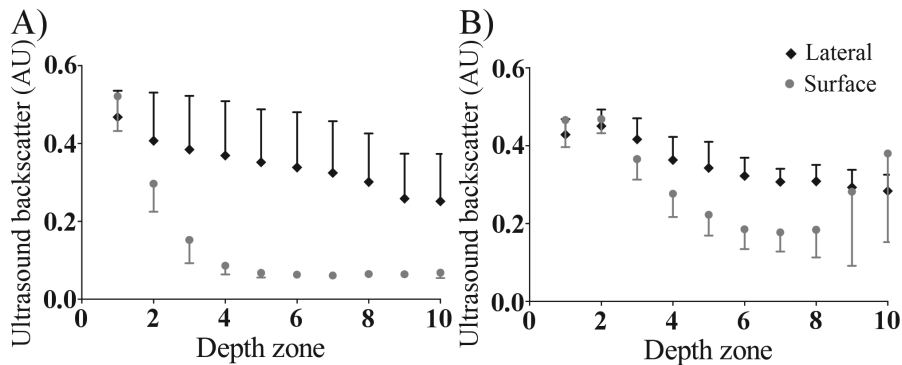 A)
Ultrasound backscatter (AU)
0.6
0.4
0.2
0.0
0 2 4 6 8 10
Depth zone
B)
Ultrasound backscatter (AU)
0.6
0.4
0.2
0.0
0 2 4 6 8 10
Depth zone
Lateral
Surface